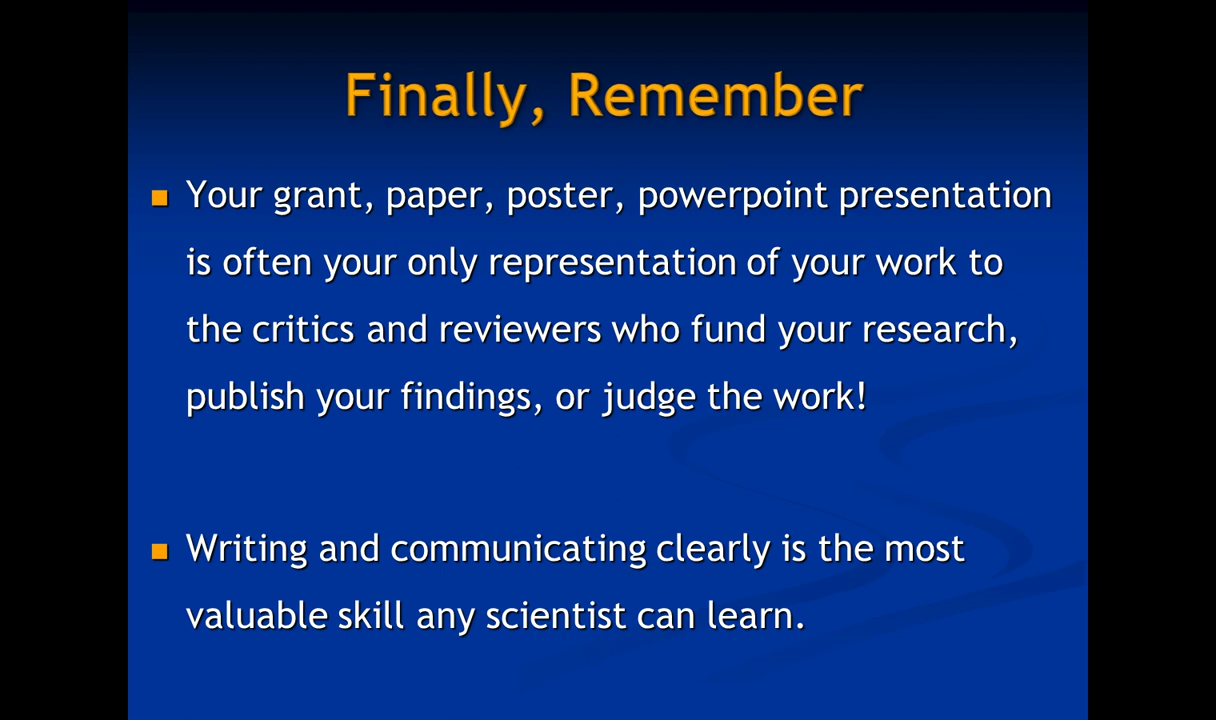 Finally, Remember
Your grant, paper, poster, powerpoint presentation
is often your only representation of your work to
the critics and reviewers who fund your research,
publish your findings, or judge the work!
Writing and communicating clearly is the most
valuable skill any scientist can learn.